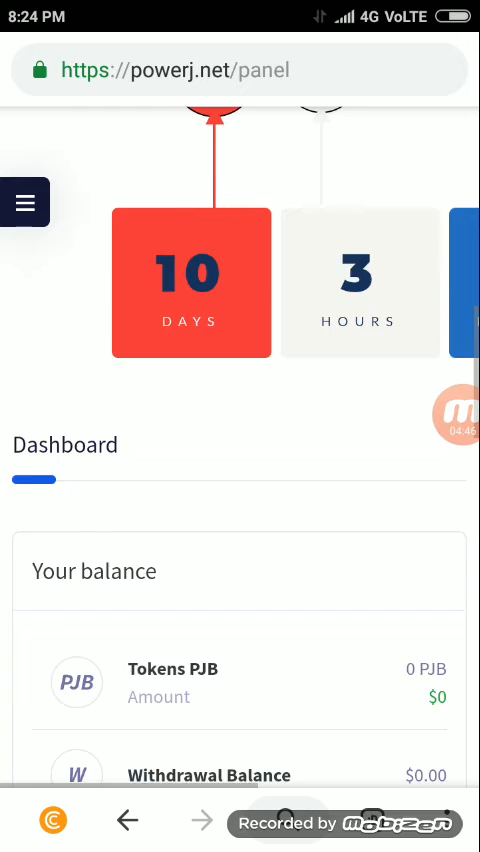 8:24 PM 4G VoLTE
https://powerj.net/panel
10 3
DAYS HOURS
04:46
Dashboard
Your balance
PJB Tokens PJB 0 PJB
Amount $0
W Withdrawal Balance $0.00
Recorded by MOBIZEN